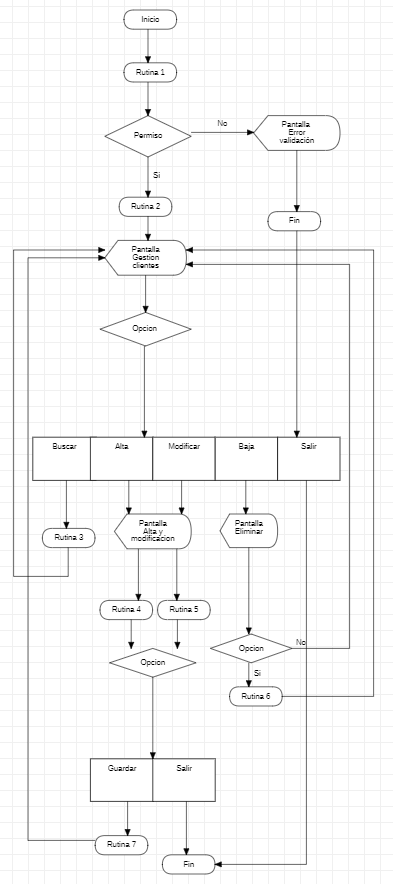 Inicio
Rutina 1
Permiso
No
Pantalla
Error
validación
Si
Rutina 2
Fin
Pantalla
Gestion
clientes
Opcion
Buscar
Alta
Modificar
Baja
Salir
Rutina 3
Pantalla
Alta y
modificacion
Pantalla
Eliminar
Rutina 4
Rutina 5
Opcion
Opcion
No
Si
Rutina 6
Guardar
Salir
Rutina 7
Fin